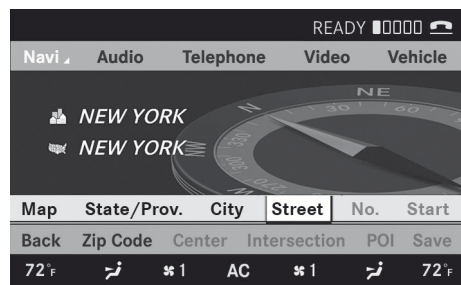 READY
Navi Audio Telephone Video Vehicle
NEW YORK
NEW YORK
Map State/Prov. City Street No. Start
Back Zip Code Center Intersection POI Save
72°F 1 AC 1 72°F